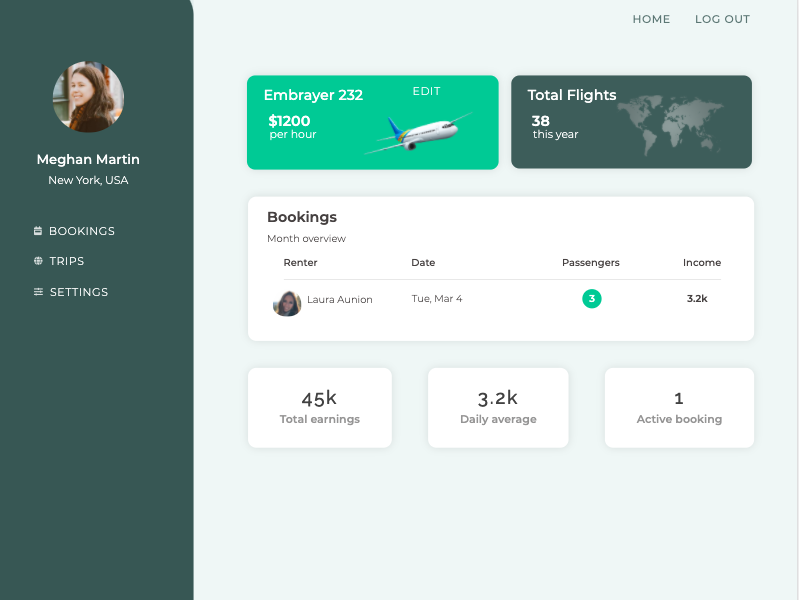 HOME LOG OUT
Meghan Martin
New York, USA
BOOKINGS
TRIPS
SETTINGS
Embrayer 232 EDIT
$1200
per hour
Total Flights
38
this year
Bookings
Month overview
Renter Date Passengers Income
Laura Aunion Tue, Mar 4 3 3.2k
45k
Total earnings
3.2k
Daily average
1
Active booking